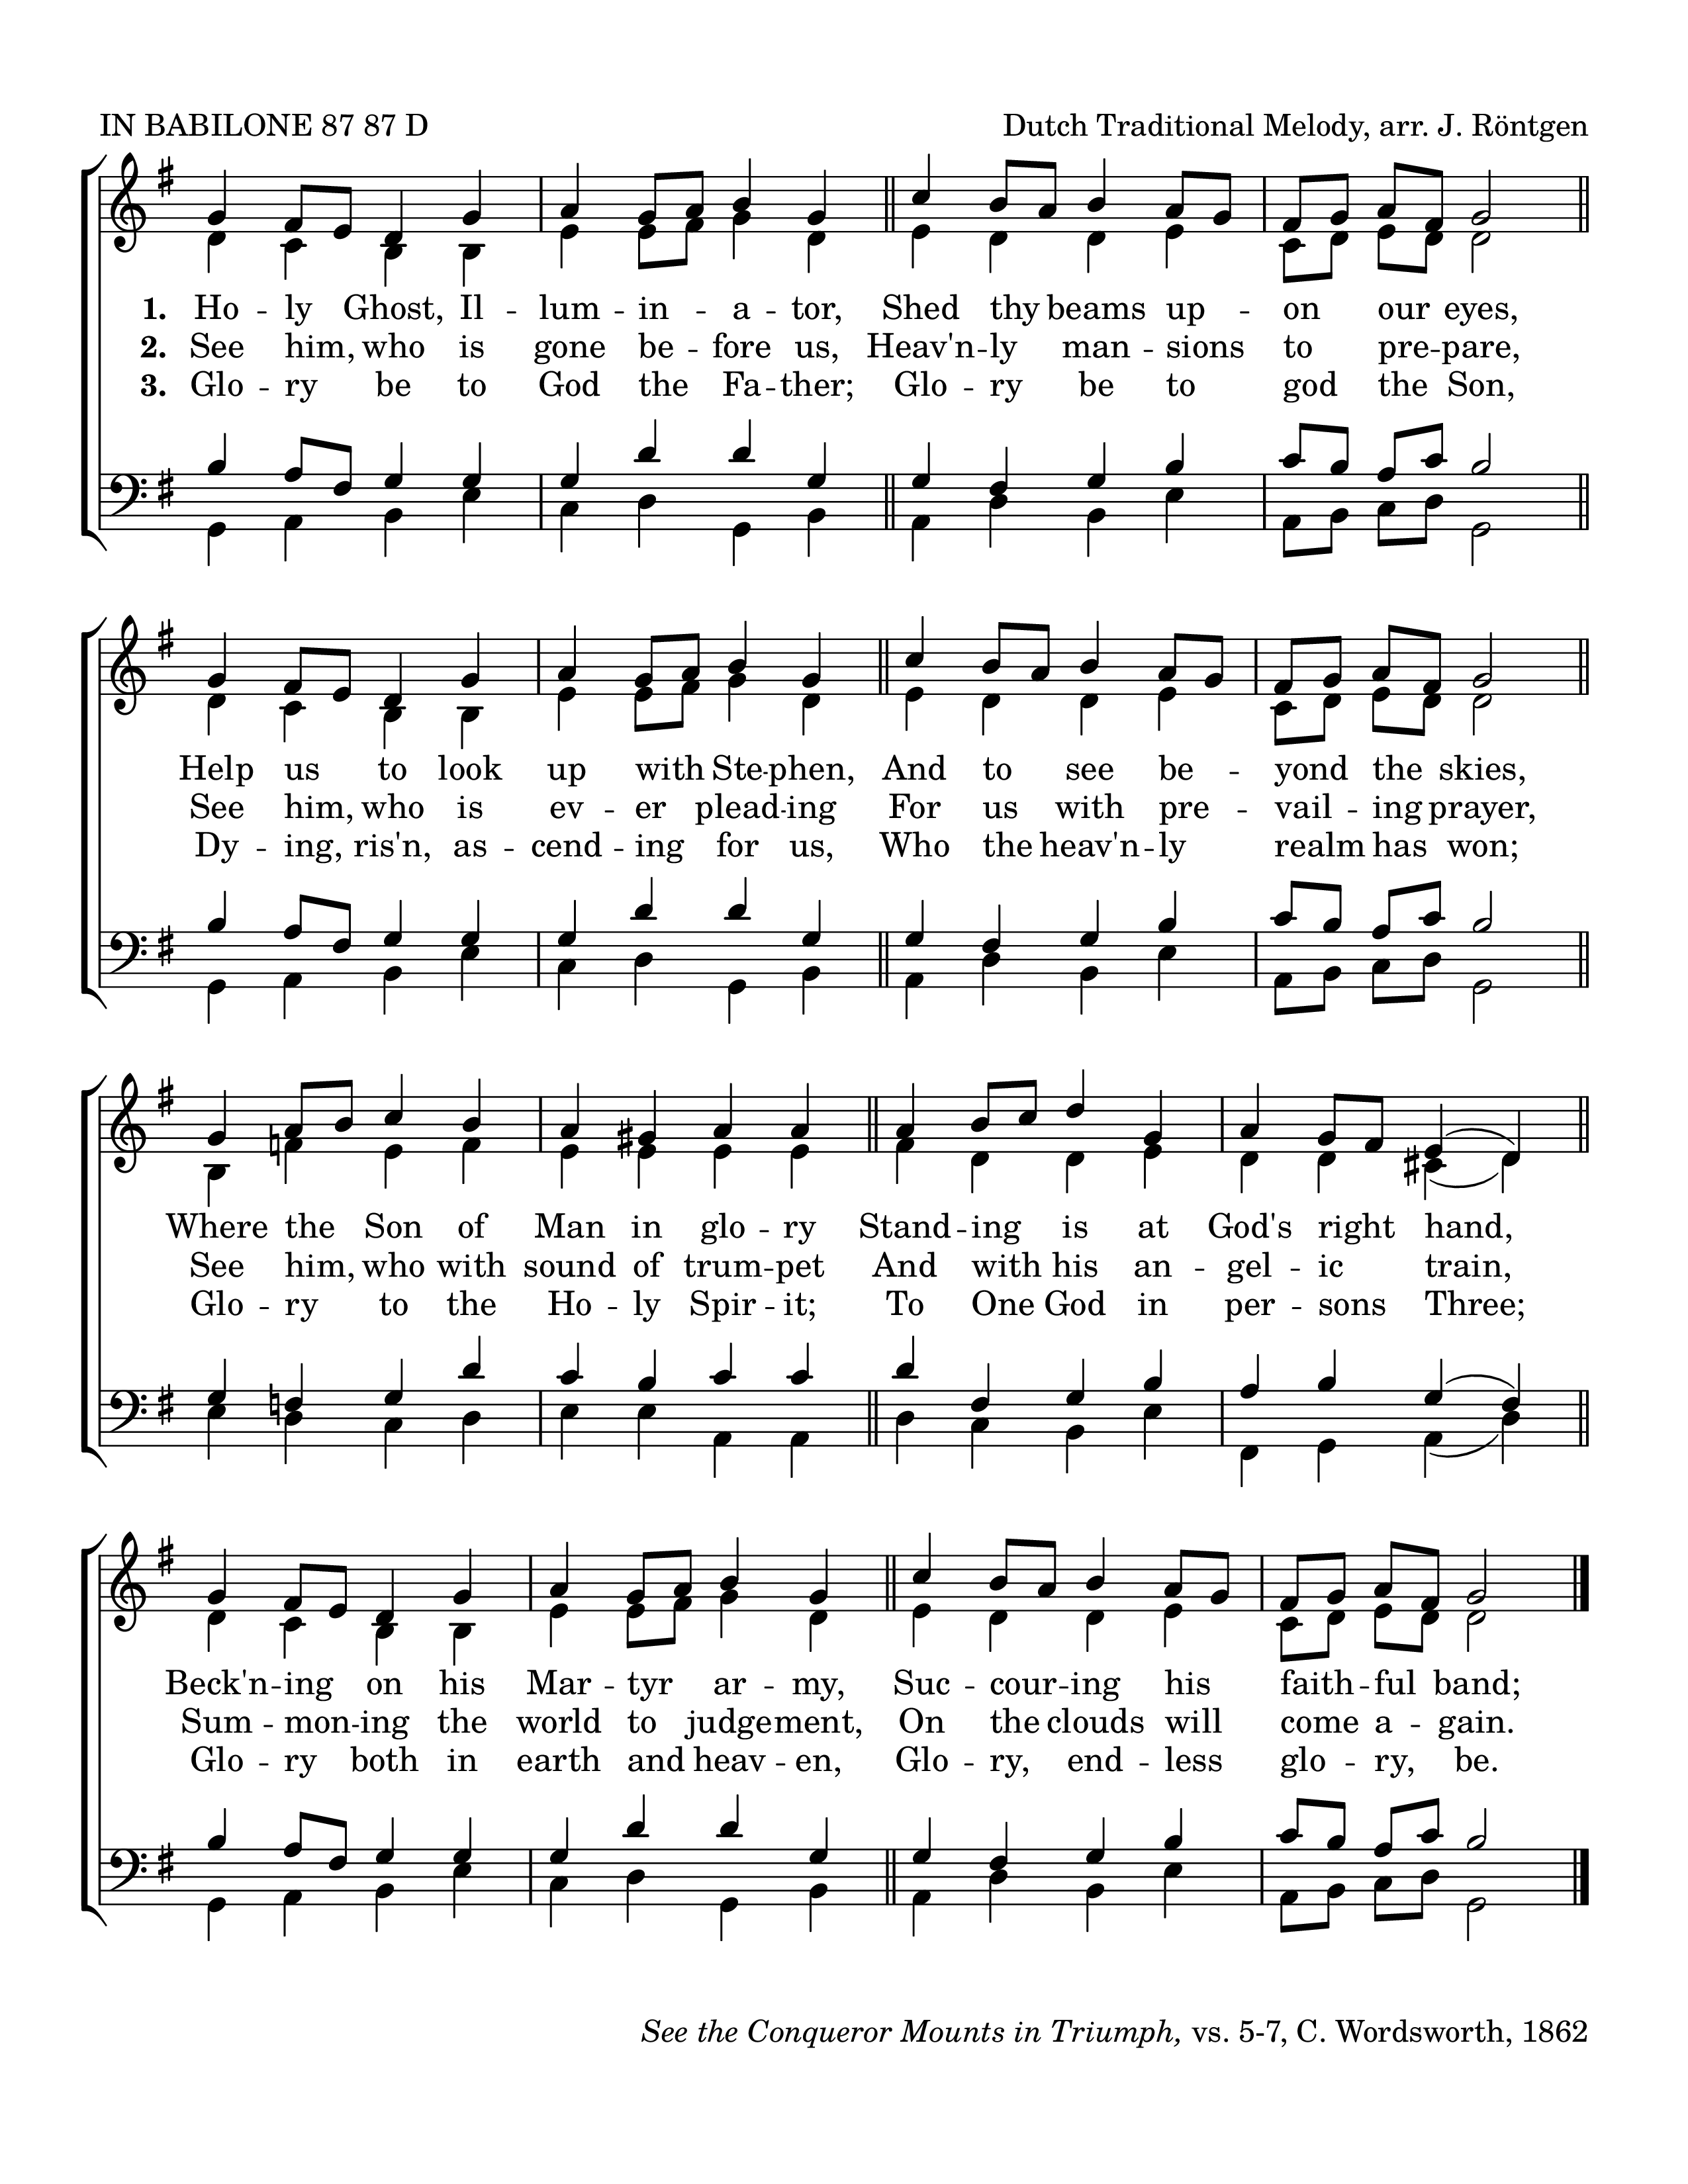 IN BABILONE 87 87 D
Dutch Traditional Melody, arr. J. Röntgen
1. Ho -- ly Ghost, Il -- lum -- in -- a -- tor, Shed thy beams up -- on our eyes,
2. See him, who is gone be -- fore us, Heav'n -- ly man -- sions to pre -- pare,
3. Glo -- ry be to God the Fa -- ther; Glo -- ry be to god the Son,
Help us to look up with Ste -- phen, And to see be -- yond the skies,
See him, who is ev -- er plead -- ing For us with pre -- vail -- ing prayer,
Dy -- ing, ris'n, as -- cend -- ing for us, Who the heav'n -- ly realm has won;
Where the Son of Man in glo -- ry Stand -- ing is at God's right hand,
See him, who with sound of trum -- pet And with his an -- gel -- ic train,
Glo -- ry to the Ho -- ly Spir -- it; To One God in per -- sons Three;
Beck'n -- ing on his Mar -- tyr ar -- my, Suc -- cour -- ing his faith -- ful band;
Sum -- mon -- ing the world to judgement, On the clouds will come a -- gain.
Glo -- ry both in earth and heav -- en, Glo -- ry, end -- less glo -- ry, be.
See the Conqueror Mounts in Triumph, vs. 5-7, C. Wordsworth, 1862